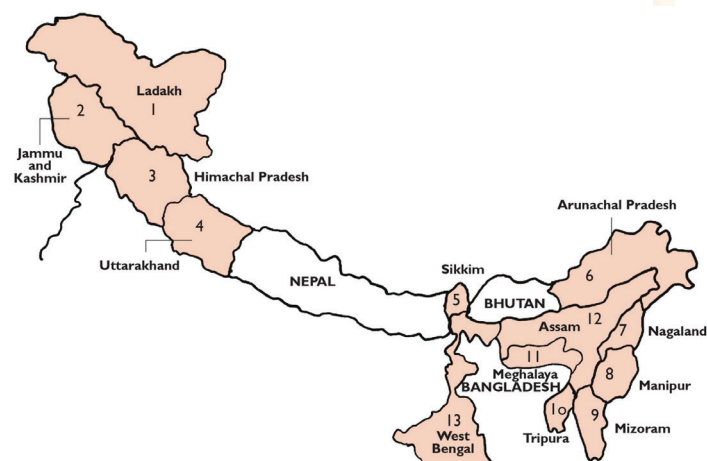 Ladakh
1
2
Jammu
and
Kashmir
3
Himachal Pradesh
4
Uttarakhand
NEPAL
Arunachal Pradesh
Sikkim
6
5
BHUTAN
12
Assam
7
Nagaland
11
Meghalaya
BANGLADESH
8
Manipur
10
9
13
West
Bengal
Tripura
Mizoram